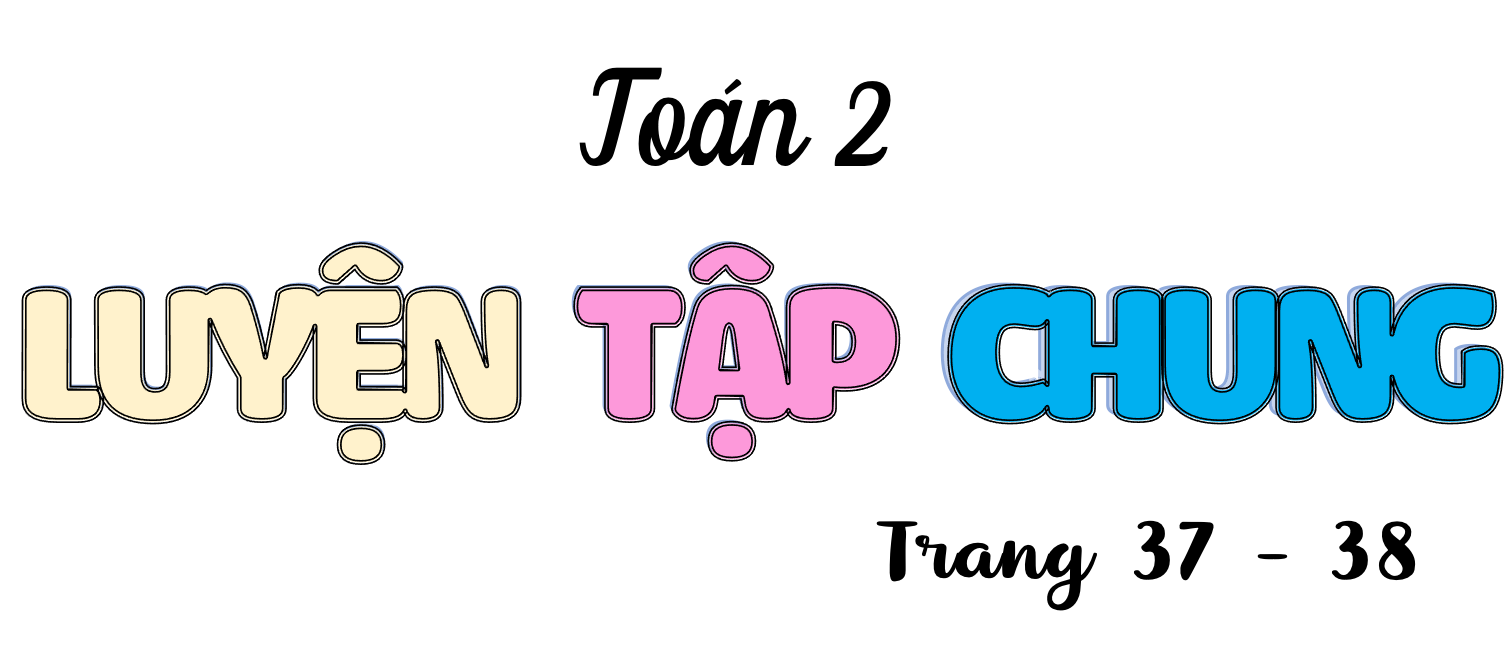 Toán 2
LUYỆN TẬP CHUNG
Trang 37 - 38